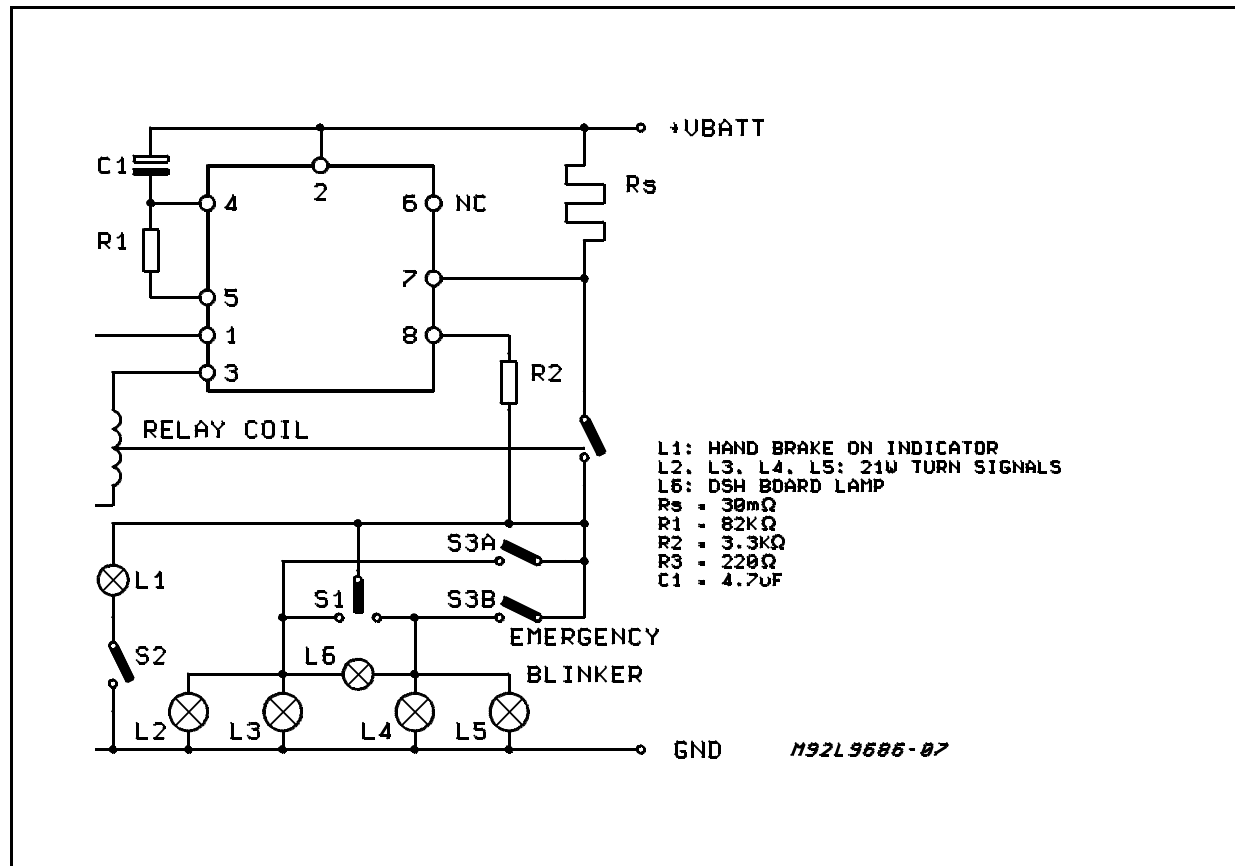 +VBATT
C1
2
Rs
4
6 NC
R1
7
5
1
8
3
R2
RELAY COIL
L1: HAND BRAKE ON INDICATOR
L2, L3, L4, L5: 21W TURN SIGNALS
L6: DSH BOARD LAMP
Rs = 30mΩ
R1 = 82KΩ
R2 = 3.3KΩ
R3 = 220Ω
C1 = 4.7uF
S3A
L1
S1
S3B
EMERGENCY
BLINKER
S2
L6
L2
L3
L4
L5
GND
M92L9686-07